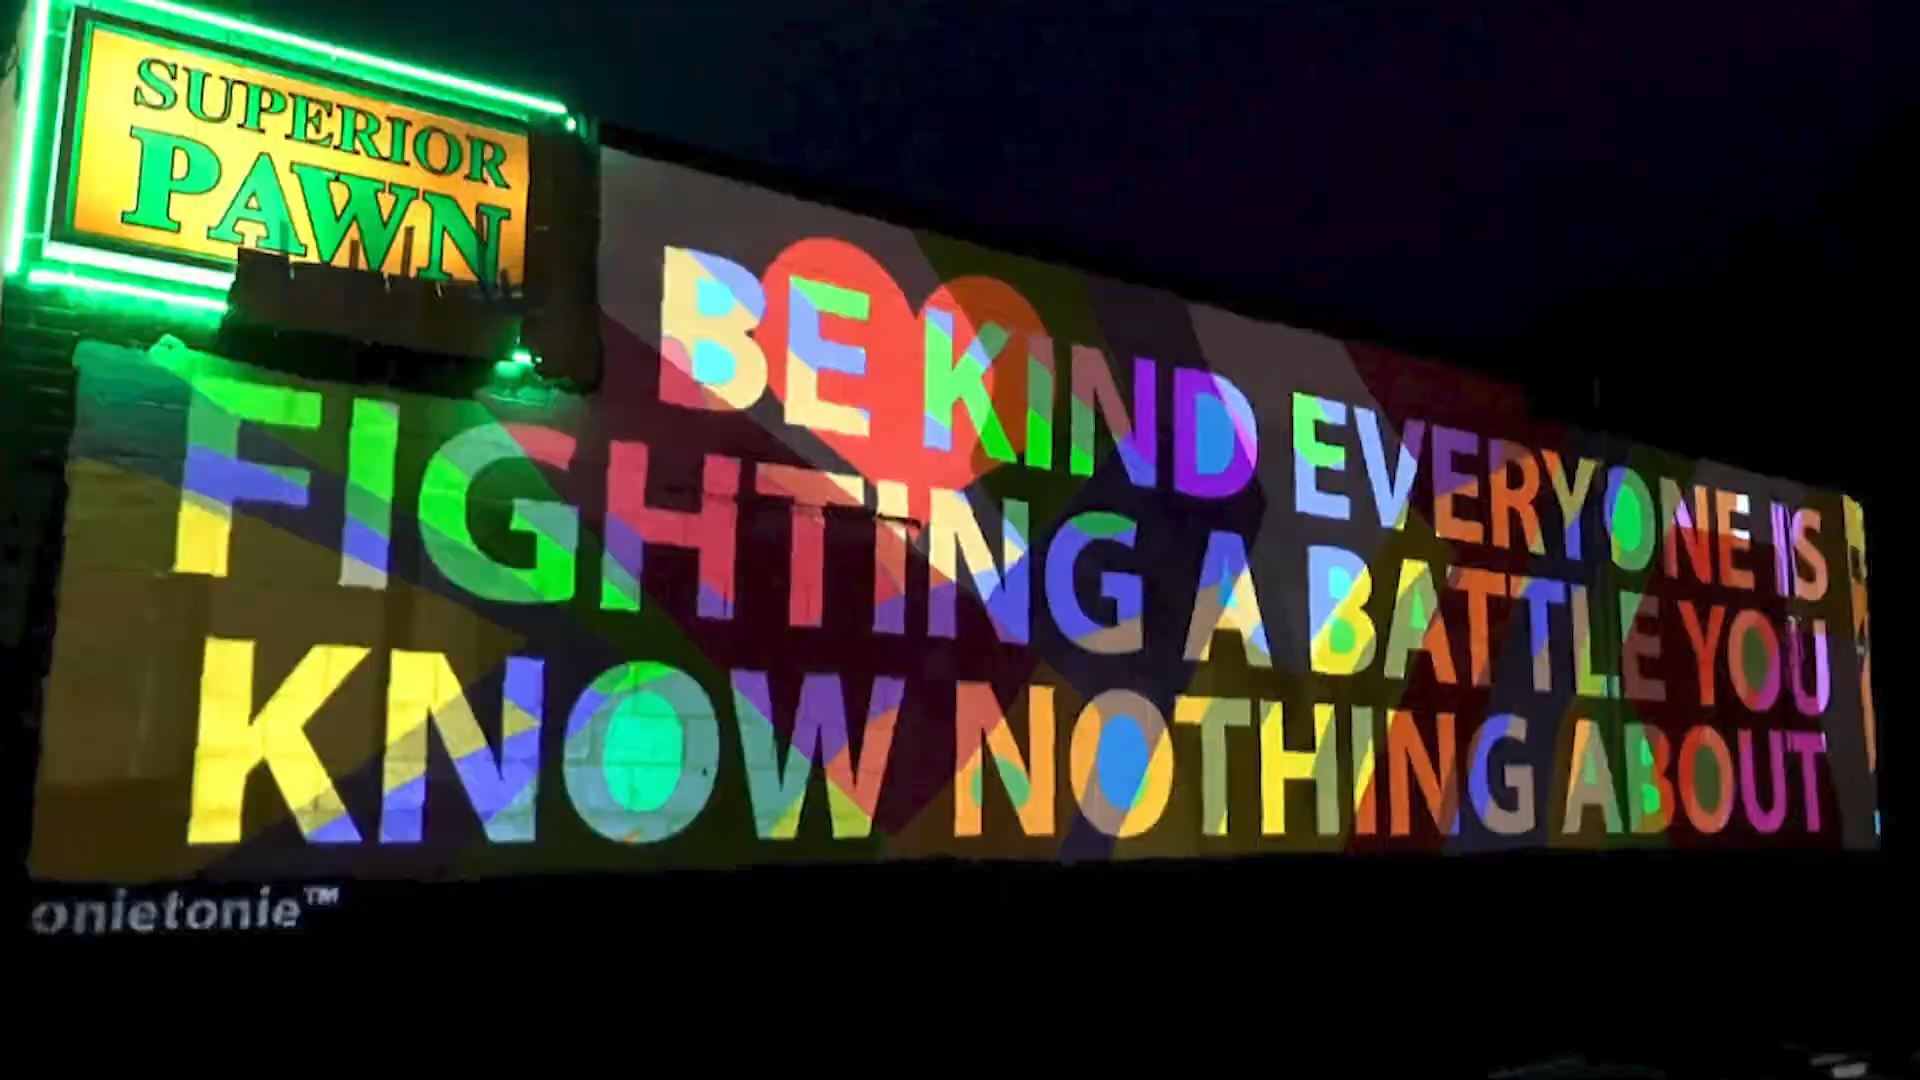 SUPERIOR
PAWN
BE KIND EVERYONE IS
FIGHTING A BATTLE YOU
KNOW NOTHING ABOUT
onietonie™